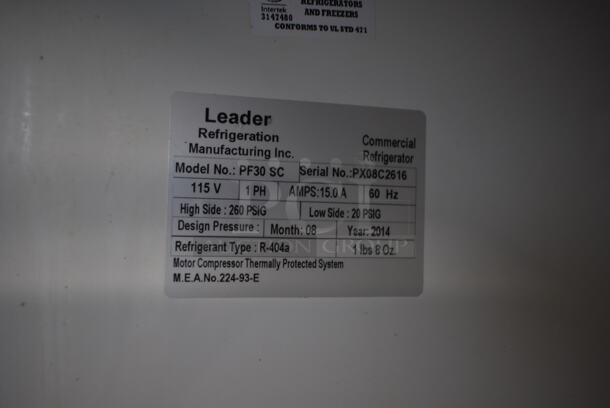 Intertek
3147480
REFRIGERATORS
AND FREEZERS
CONFORMS TO UL STD 471
Leader
Refrigeration
Manufacturing Inc.
Commercial
Refrigerator
Model No.: PF30 SC Serial No.:PX08C2616
115 V 1 PH AMPS:15.0 A 60 Hz
High Side : 260 PSIG Low Side : 20 PSIG
Design Pressure : Month: 08 Year: 2014
Refrigerant Type : R-404a 1 lbs 8 Oz.
Motor Compressor Thermally Protected System
M.E.A.No.224-93-E
GROUP